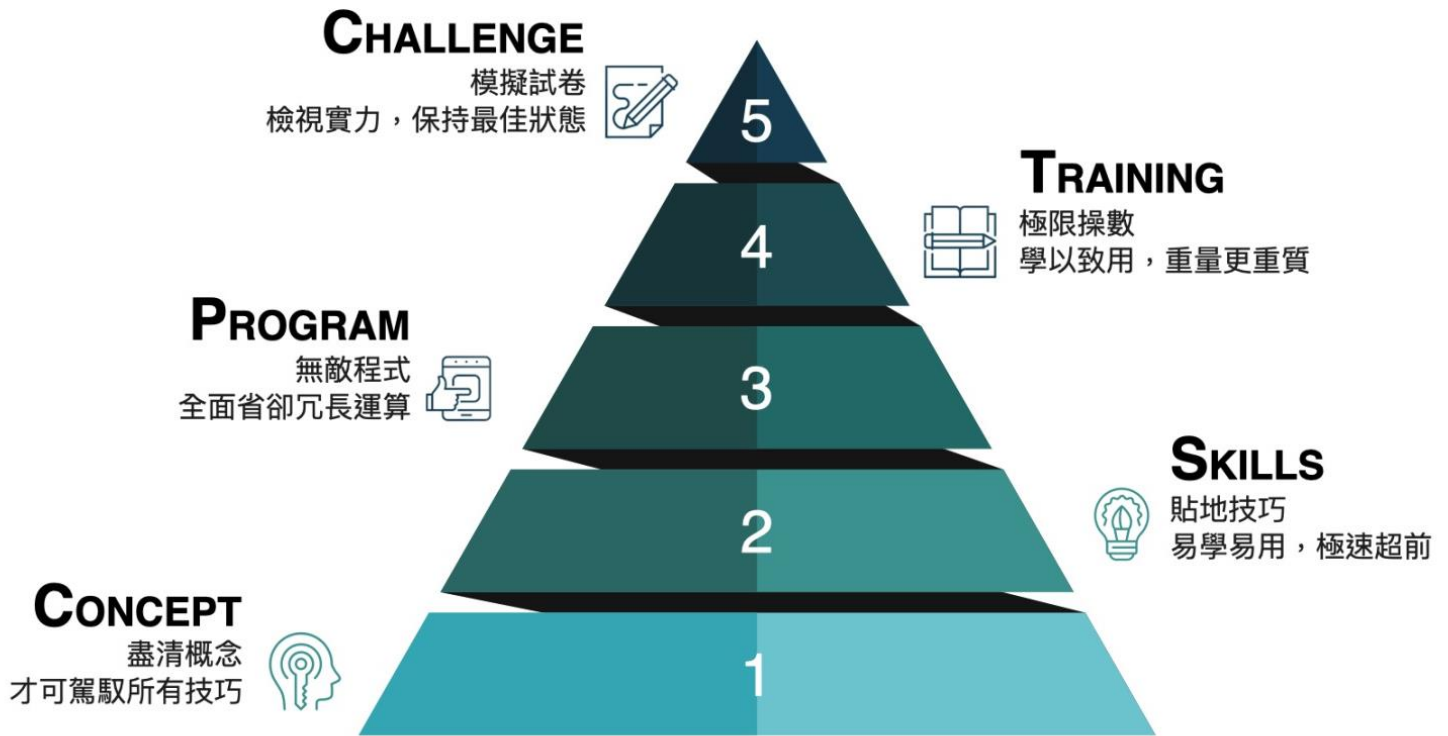 CHALLENGE
模擬試卷
檢視實力，保持最佳狀態
5
TRAINING
極限操數
學以致用，重量更重質
4
PROGRAM
無敵程式
全面省卻冗長運算
3
SKILLS
貼地技巧
易學易用，極速超前
2
CONCEPT
盡清概念
才可駕馭所有技巧
1